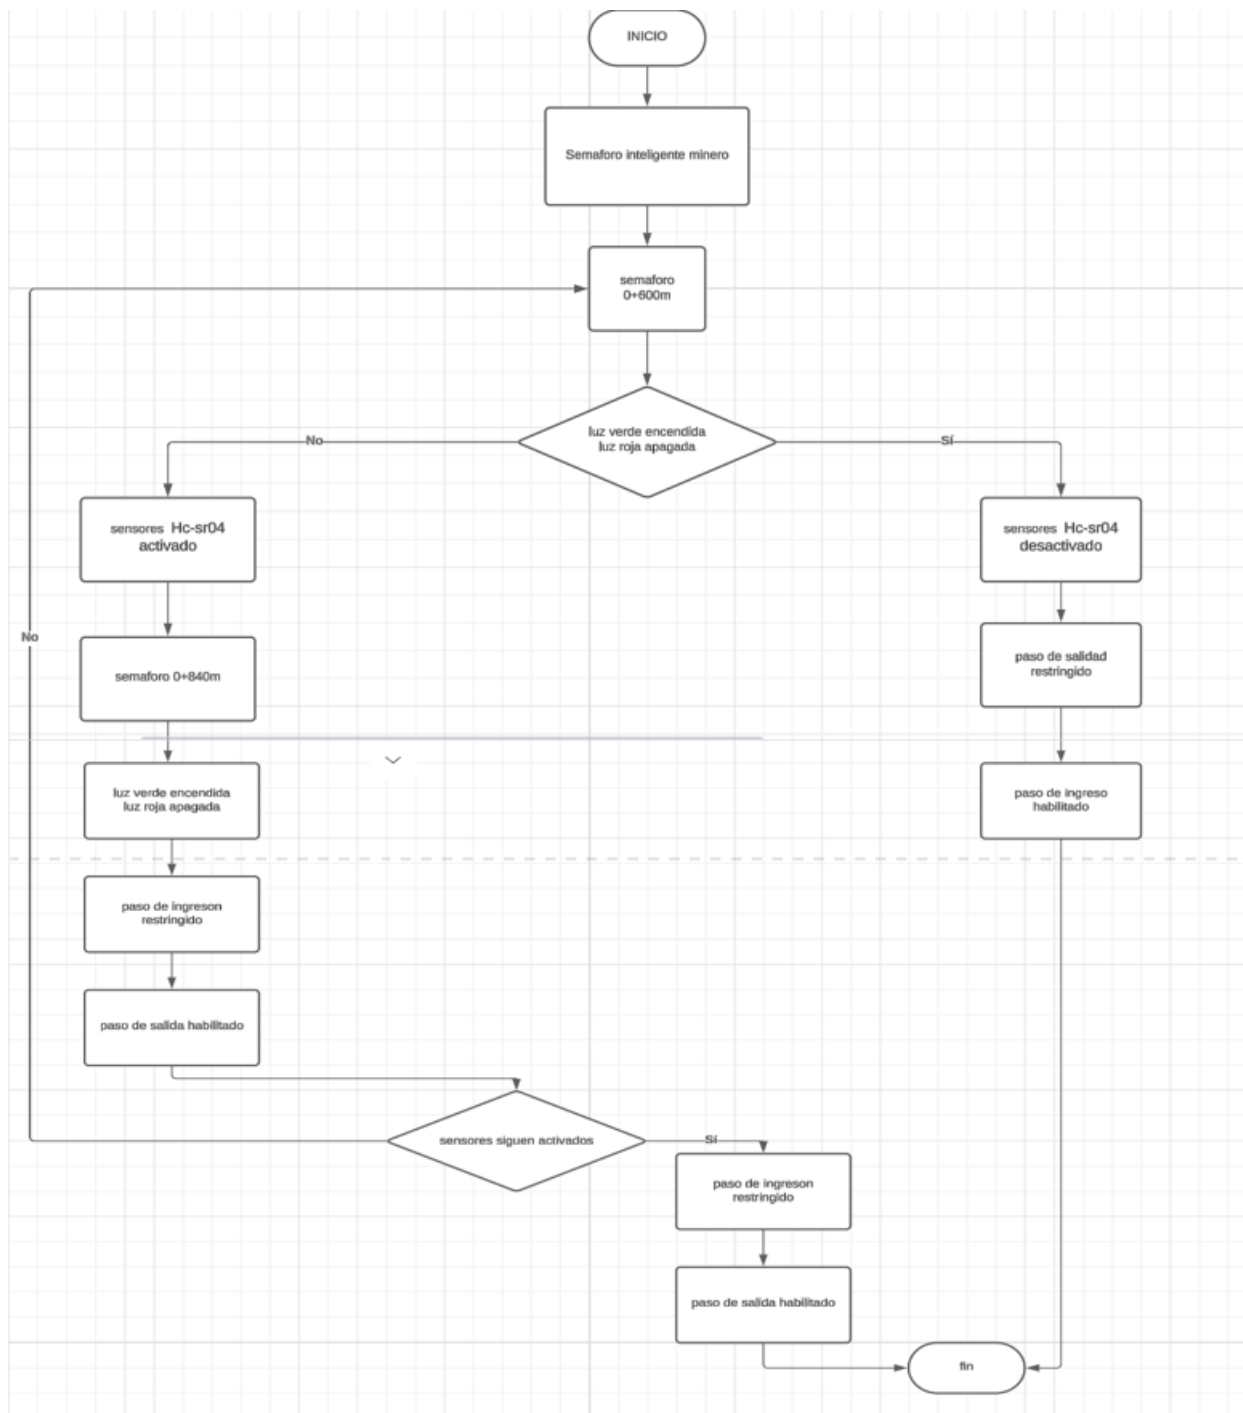 INICIO
Semaforo inteligente minero
semaforo
0+600m
luz verde encendida
luz roja apagada
No
Sí
sensores Hc-sr04
activado
sensores Hc-sr04
desactivado
No
semaforo 0+840m
paso de salidad
restringido
luz verde encendida
luz roja apagada
paso de ingreso
habilitado
paso de ingreson
restringido
paso de salida habilitado
sensores siguen activados
Sí
paso de ingreson
restringido
paso de salida habilitado
fin